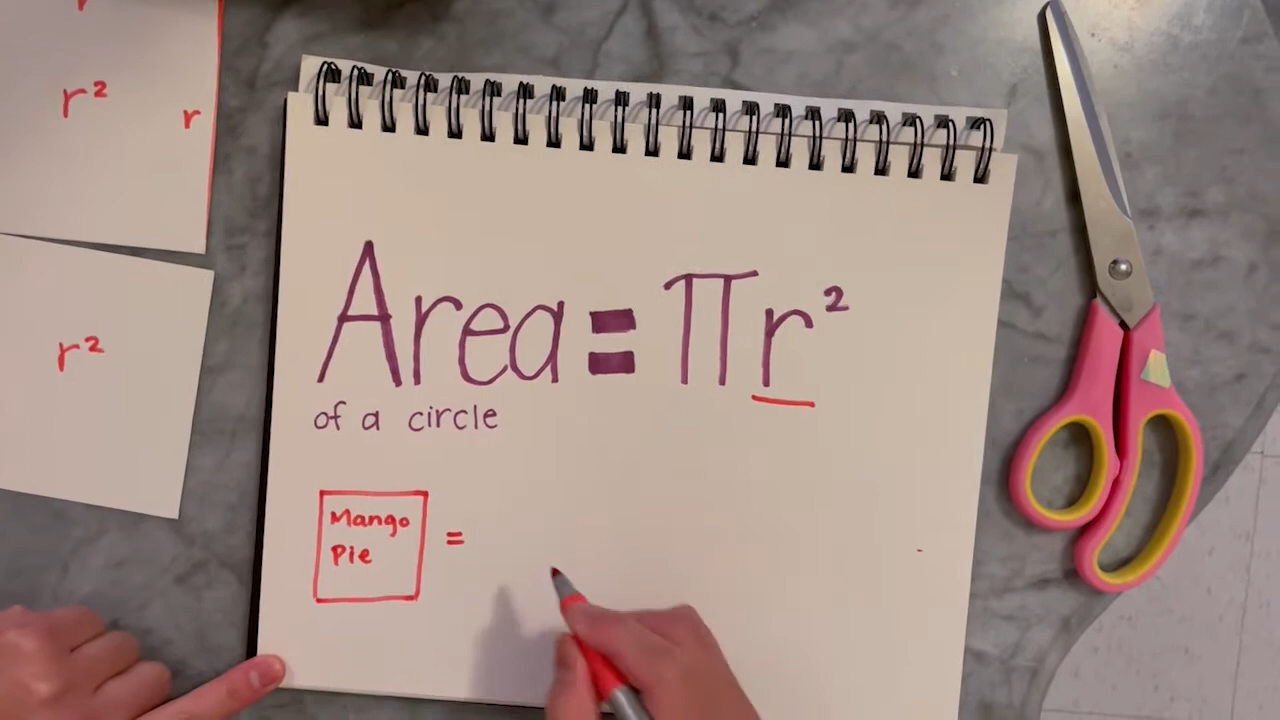 r
r²
r
r²
Area = πr²
of a circle
Mango
Pie
=